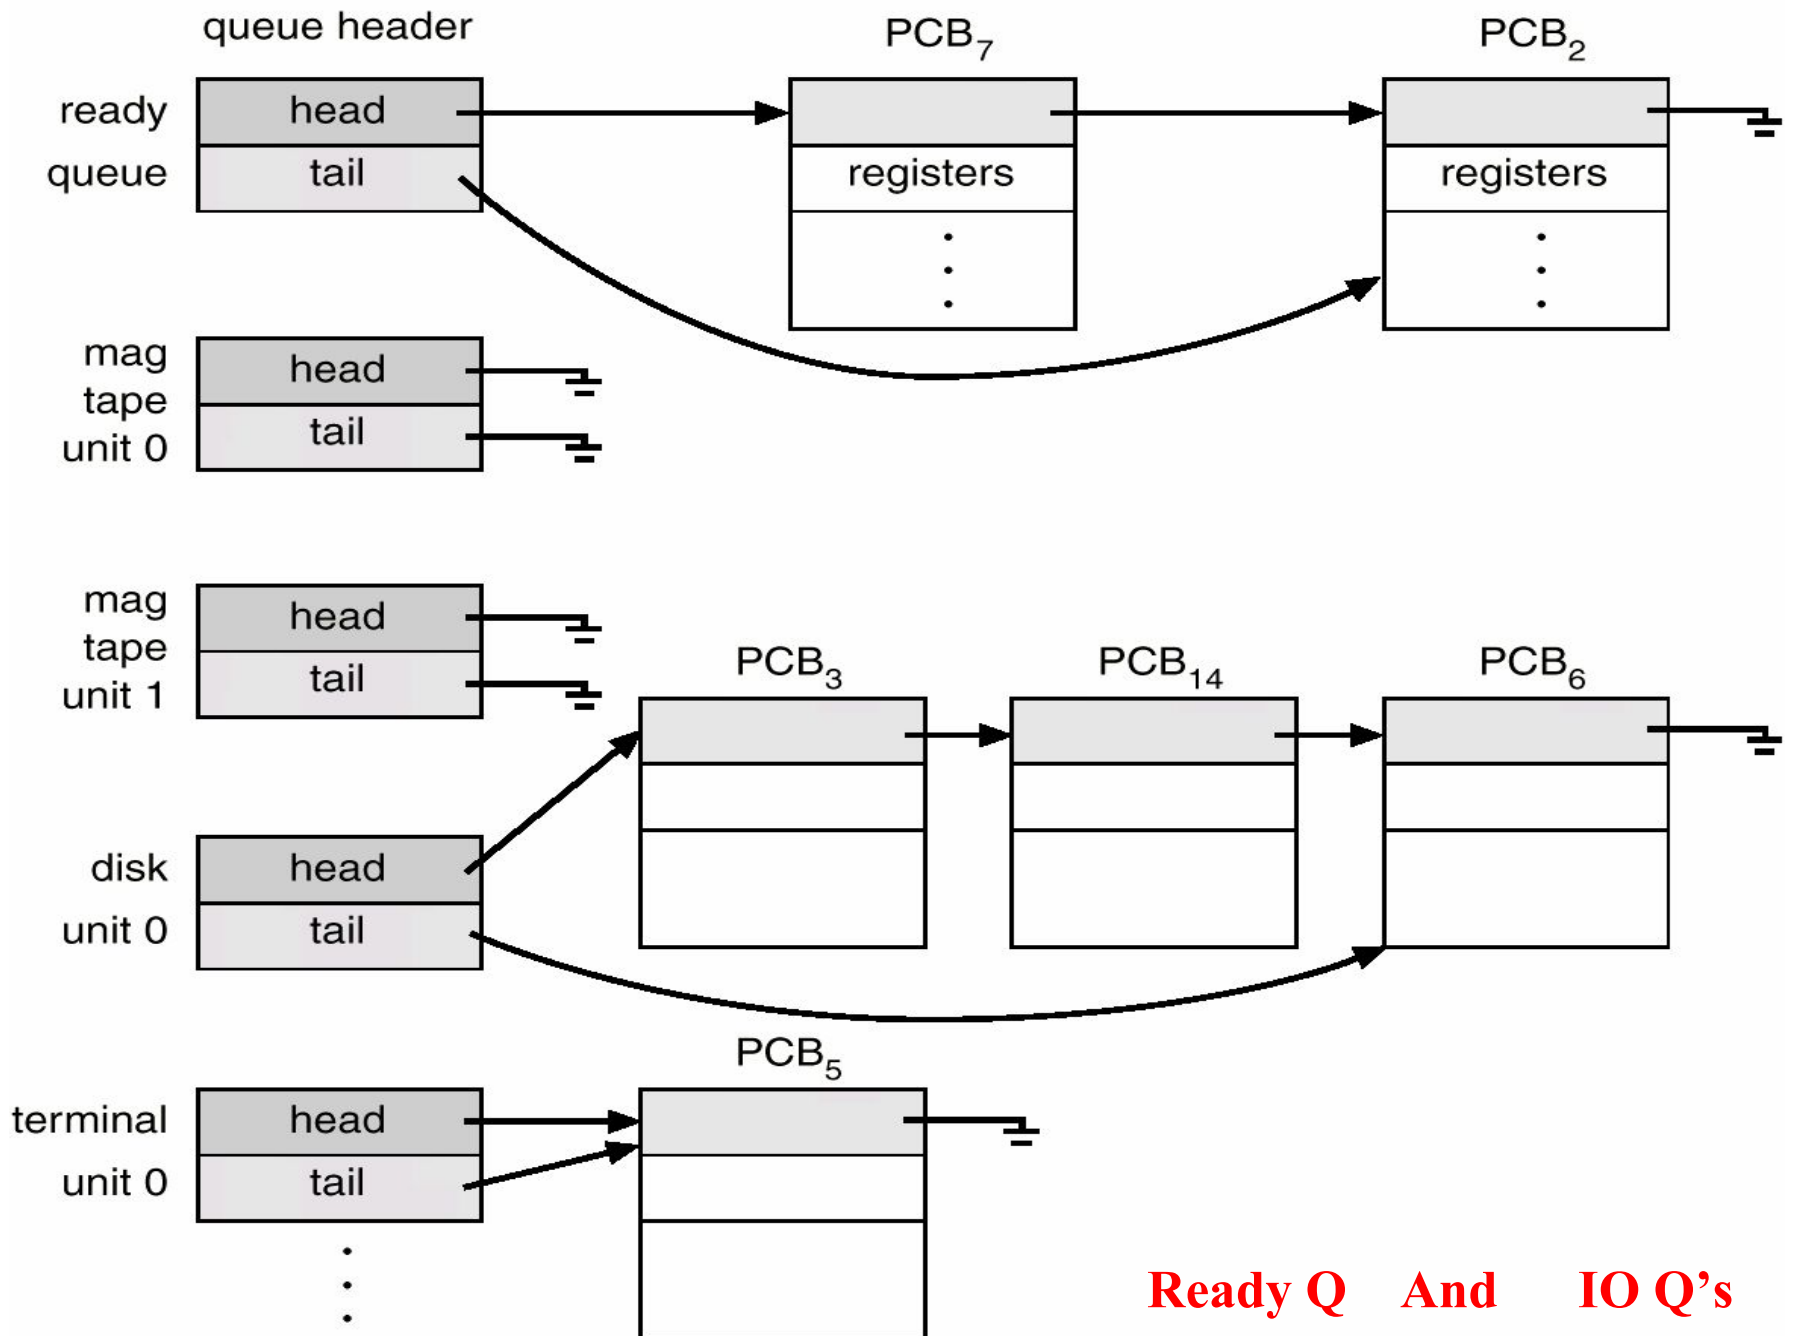 queue header
PCB7
PCB2
ready
queue
head
tail
registers
registers
mag
tape
unit 0
head
tail
mag
tape
unit 1
head
tail
PCB3
PCB14
PCB6
disk
unit 0
head
tail
PCB5
terminal
unit 0
head
tail
Ready Q And IO Q’s